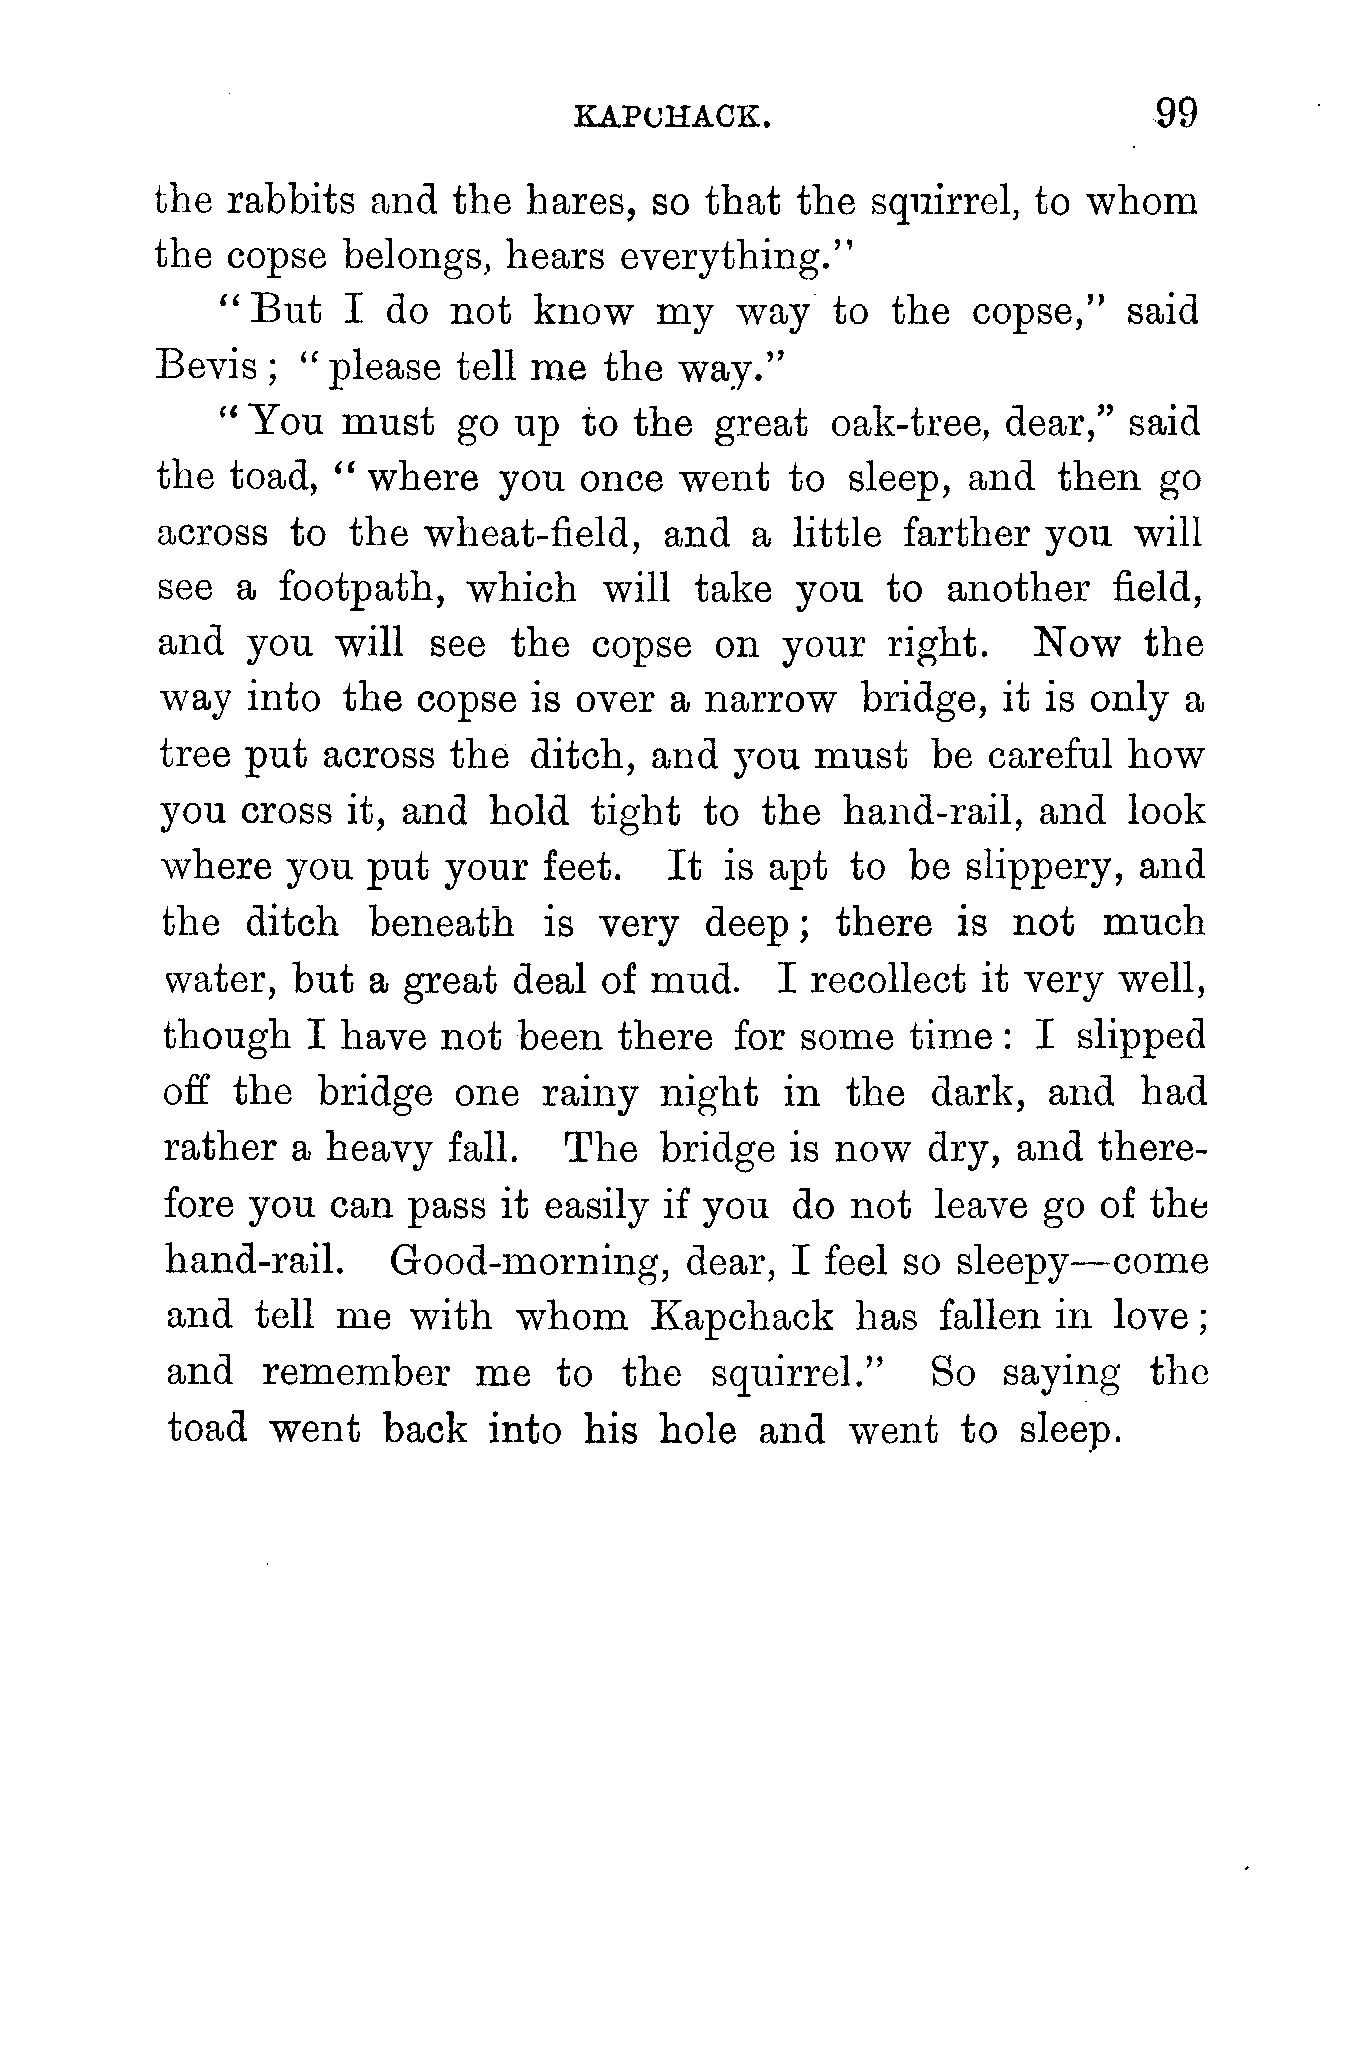 KAPCHACK. 99
the rabbits and the hares, so that the squirrel, to whom
the copse belongs, hears everything.”
“ But I do not know my way to the copse,” said
Bevis ; “ please tell me the way.”
“ You must go up to the great oak-tree, dear,” said
the toad, “ where you once went to sleep, and then go
across to the wheat-field, and a little farther you will
see a footpath, which will take you to another field,
and you will see the copse on your right. Now the
way into the copse is over a narrow bridge, it is only a
tree put across the ditch, and you must be careful how
you cross it, and hold tight to the hand-rail, and look
where you put your feet. It is apt to be slippery, and
the ditch beneath is very deep ; there is not much
water, but a great deal of mud. I recollect it very well,
though I have not been there for some time : I slipped
off the bridge one rainy night in the dark, and had
rather a heavy fall. The bridge is now dry, and there-
fore you can pass it easily if you do not leave go of the
hand-rail. Good-morning, dear, I feel so sleepy—come
and tell me with whom Kapchack has fallen in love ;
and remember me to the squirrel.” So saying the
toad went back into his hole and went to sleep.